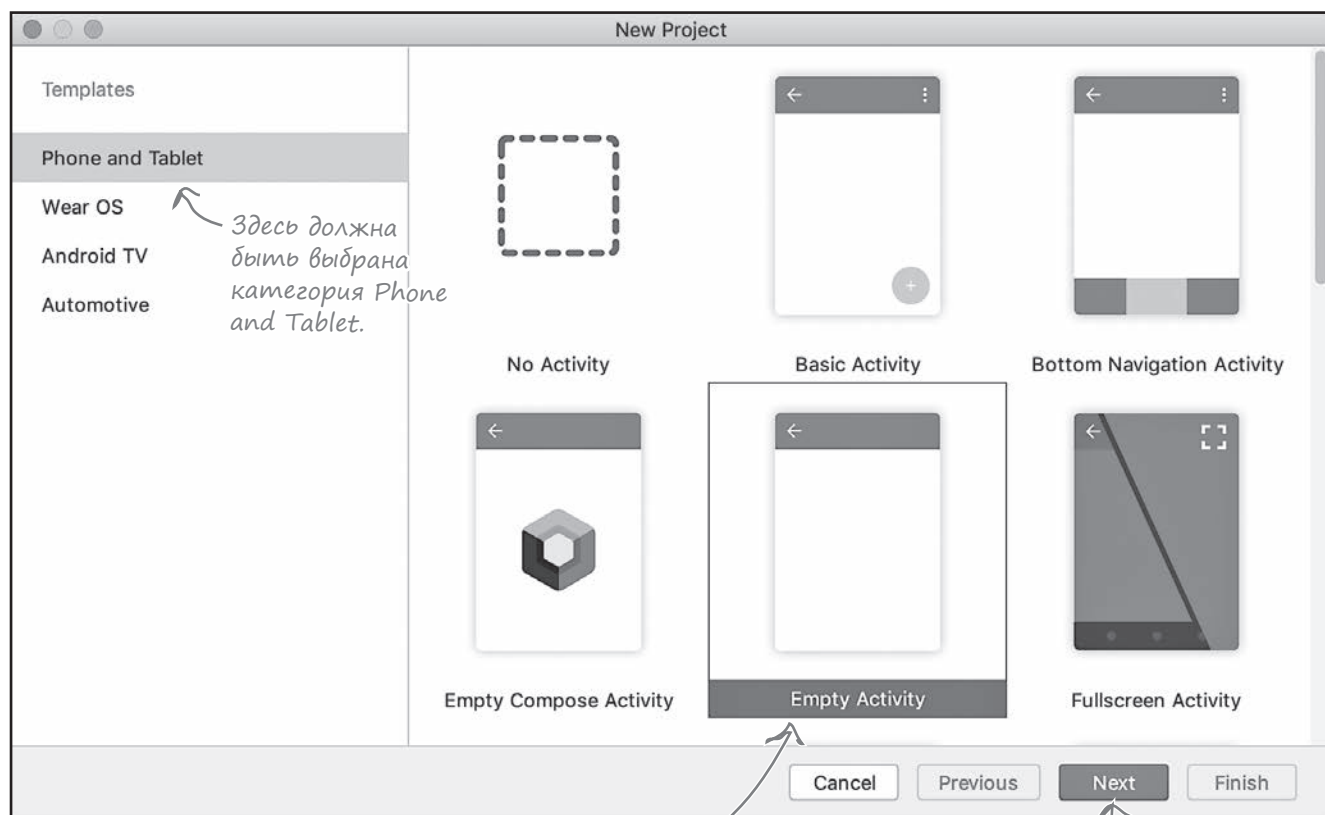 New Project
Templates
Phone and Tablet
Wear OS
Android TV
Automotive
Здесь должна
быть выбрана
категория Phone
and Tablet.
No Activity
Basic Activity
Bottom Navigation Activity
Empty Compose Activity
Empty Activity
Fullscreen Activity
Cancel
Previous
Next
Finish